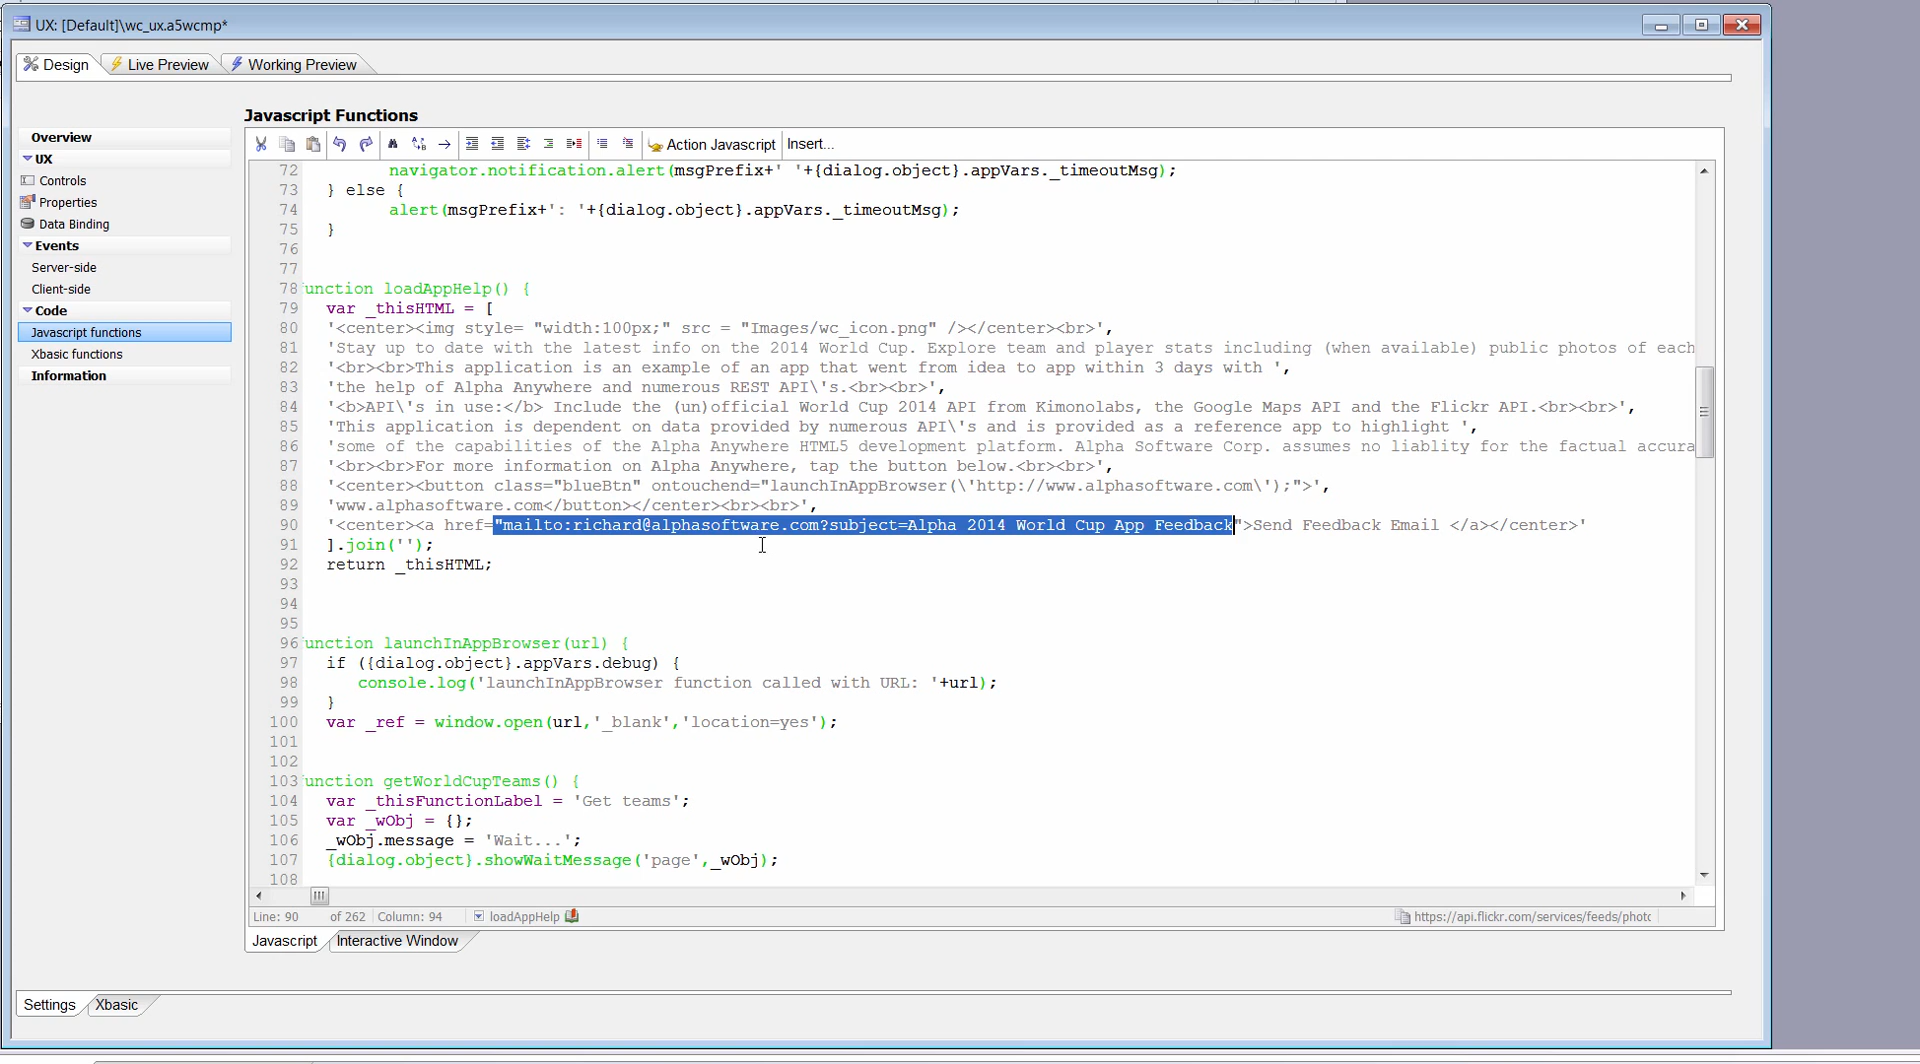 UX: [Default]\wc_ux.a5wcmp*
Design
Live Preview
Working Preview
Overview
UX
Controls
Properties
Data Binding
Events
Server-side
Client-side
Code
Javascript functions
Xbasic functions
Information
Javascript Functions
Action Javascript
Insert...
72 navigator.notification.alert(msgPrefix+' '+{dialog.object}.appVars._timeoutMsg);
73 } else {
74 alert(msgPrefix+': '+{dialog.object}.appVars._timeoutMsg);
75 }
76
77
78 unction loadAppHelp() {
79 var _thisHTML = [
80 '<center><img style= "width:100px;" src = "Images/wc_icon.png" /></center><br>',
81 'Stay up to date with the latest info on the 2014 World Cup. Explore team and player stats including (when available) public photos of each
82 '<br><br>This application is an example of an app that went from idea to app within 3 days with ',
83 'the help of Alpha Anywhere and numerous REST API\'s.<br><br>',
84 '<b>API\'s in use:</b> Include the (un)official World Cup 2014 API from Kimonolabs, the Google Maps API and the Flickr API.<br><br>',
85 'This application is dependent on data provided by numerous API\'s and is provided as a reference app to highlight ',
86 'some of the capabilities of the Alpha Anywhere HTML5 development platform. Alpha Software Corp. assumes no liablity for the factual accura
87 '<br><br>For more information on Alpha Anywhere, tap the button below.<br><br>',
88 '<center><button class="blueBtn" ontouchend="launchInAppBrowser(\'http://www.alphasoftware.com\');">',
89 'www.alphasoftware.com</button></center><br><br>',
90 '<center><a href="mailto:richard@alphasoftware.com?subject=Alpha 2014 World Cup App Feedback">Send Feedback Email </a></center>'
91 ].join('');
92 return _thisHTML;
93
94
95
96 unction launchInAppBrowser(url) {
97 if ({dialog.object}.appVars.debug) {
98 console.log('launchInAppBrowser function called with URL: '+url);
99 }
100 var _ref = window.open(url,'_blank','location=yes');
101
102
103 unction getWorldCupTeams() {
104 var _thisFunctionLabel = 'Get teams';
105 var _wObj = {};
106 _wObj.message = 'Wait...';
107 {dialog.object}.showWaitMessage('page',_wObj);
108
Line: 90 of 262 Column: 94 loadAppHelp https://api.flickr.com/services/feeds/photo
Javascript
Interactive Window
Settings
Xbasic